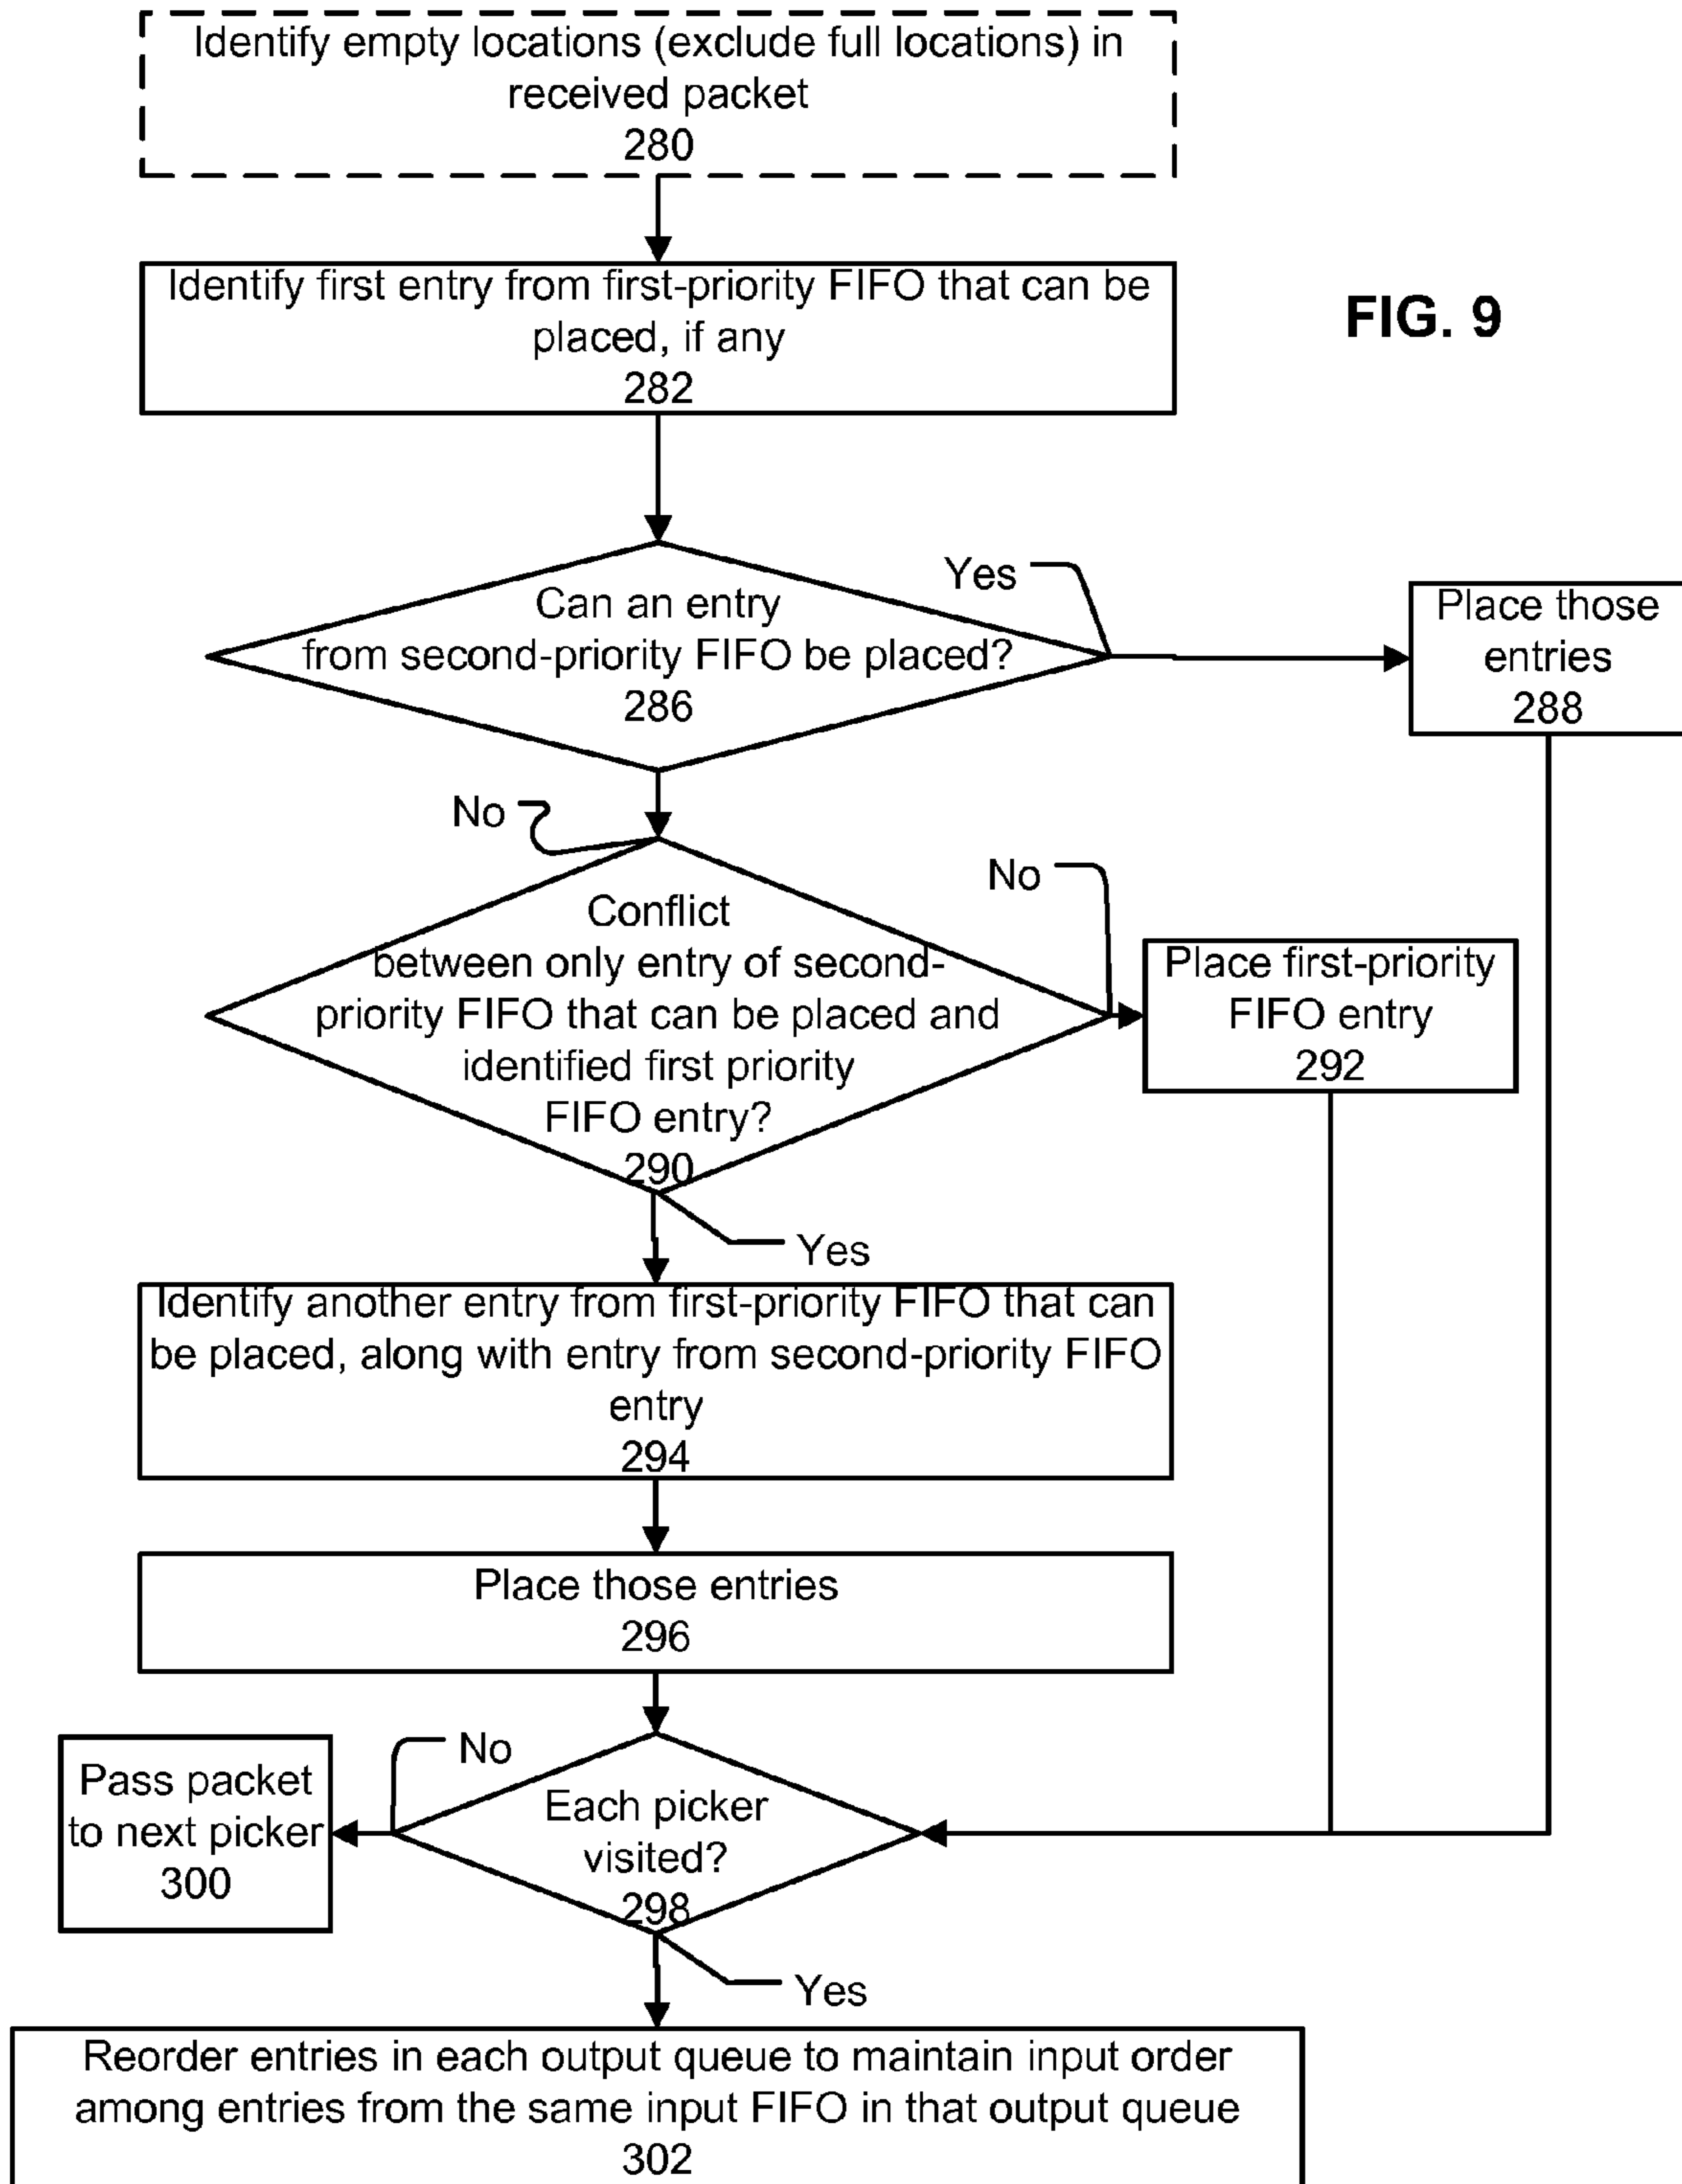 Identify empty locations (exclude full locations) in
received packet
280
Identify first entry from first-priority FIFO that can be
placed, if any
282
FIG. 9
Yes
Can an entry
from second-priority FIFO be placed?
286
Place those
entries
288
No
No
Conflict
between only entry of second-
priority FIFO that can be placed and
identified first priority
FIFO entry?
290
Place first-priority
FIFO entry
292
Yes
Identify another entry from first-priority FIFO that can
be placed, along with entry from second-priority FIFO
entry
294
Place those entries
296
No
Pass packet
to next picker
300
Each picker
visited?
298
Yes
Reorder entries in each output queue to maintain input order
among entries from the same input FIFO in that output queue
302